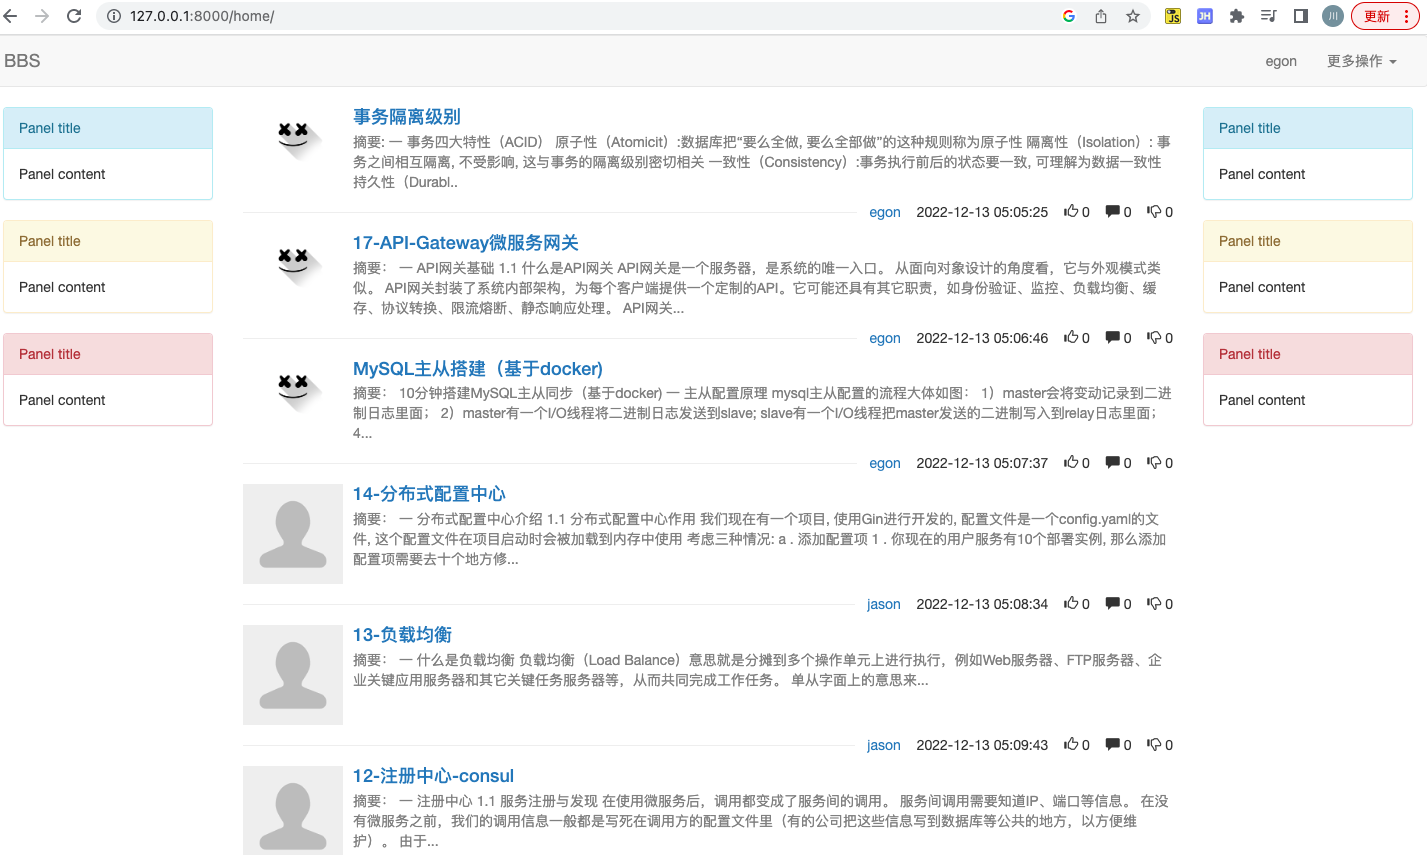 127.0.0.1:8000/home/
JS
JH
川
更新
BBS
egon
更多操作
Panel title
Panel content
Panel title
Panel content
Panel title
Panel content
事务隔离级别
摘要: 一 事务四大特性（ACID） 原子性（Atomicit）:数据库把“要么全做, 要么全部做”的这种规则称为原子性 隔离性（Isolation）: 事
务之间相互隔离, 不受影响, 这与事务的隔离级别密切相关 一致性（Consistency）:事务执行前后的状态要一致, 可理解为数据一致性
持久性（Durabl..
egon 2022-12-13 05:05:25 0 0 0
17-API-Gateway微服务网关
摘要： 一 API网关基础 1.1 什么是API网关 API网关是一个服务器，是系统的唯一入口。 从面向对象设计的角度看，它与外观模式类
似。 API网关封装了系统内部架构，为每个客户端提供一个定制的API。它可能还具有其它职责，如身份验证、监控、负载均衡、缓
存、协议转换、限流熔断、静态响应处理。 API网关...
egon 2022-12-13 05:06:46 0 0 0
MySQL主从搭建（基于docker)
摘要： 10分钟搭建MySQL主从同步（基于docker) 一 主从配置原理 mysql主从配置的流程大体如图： 1）master会将变动记录到二进
制日志里面； 2）master有一个I/O线程将二进制日志发送到slave; slave有一个I/O线程把master发送的二进制写入到relay日志里面；
4...
egon 2022-12-13 05:07:37 0 0 0
14-分布式配置中心
摘要： 一 分布式配置中心介绍 1.1 分布式配置中心作用 我们现在有一个项目, 使用Gin进行开发的, 配置文件是一个config.yaml的文
件, 这个配置文件在项目启动时会被加载到内存中使用 考虑三种情况: a . 添加配置项 1 . 你现在的用户服务有10个部署实例, 那么添加
配置项需要去十个地方修...
jason 2022-12-13 05:08:34 0 0 0
13-负载均衡
摘要： 一 什么是负载均衡 负载均衡（Load Balance）意思就是分摊到多个操作单元上进行执行，例如Web服务器、FTP服务器、企
业关键应用服务器和其它关键任务服务器等，从而共同完成工作任务。 单从字面上的意思来...
jason 2022-12-13 05:09:43 0 0 0
12-注册中心-consul
摘要： 一 注册中心 1.1 服务注册与发现 在使用微服务后，调用都变成了服务间的调用。 服务间调用需要知道IP、端口等信息。 在没
有微服务之前，我们的调用信息一般都是写死在调用方的配置文件里（有的公司把这些信息写到数据库等公共的地方，以方便维
护）。 由于...
Panel title
Panel content
Panel title
Panel content
Panel title
Panel content